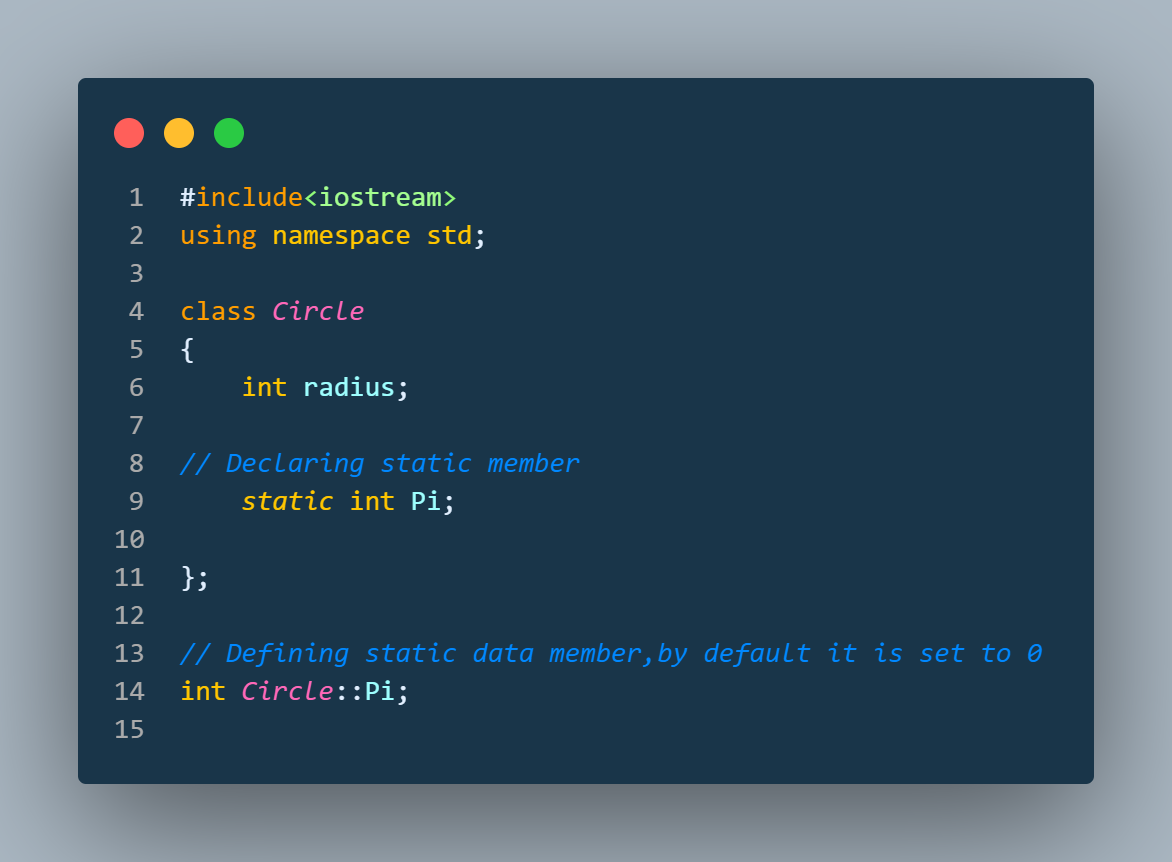 1 #include<iostream>
2 using namespace std;
3
4 class Circle
5 {
6     int radius;
7
8 // Declaring static member
9     static int Pi;
10
11 };
12
13 // Defining static data member,by default it is set to 0
14 int Circle::Pi;
15